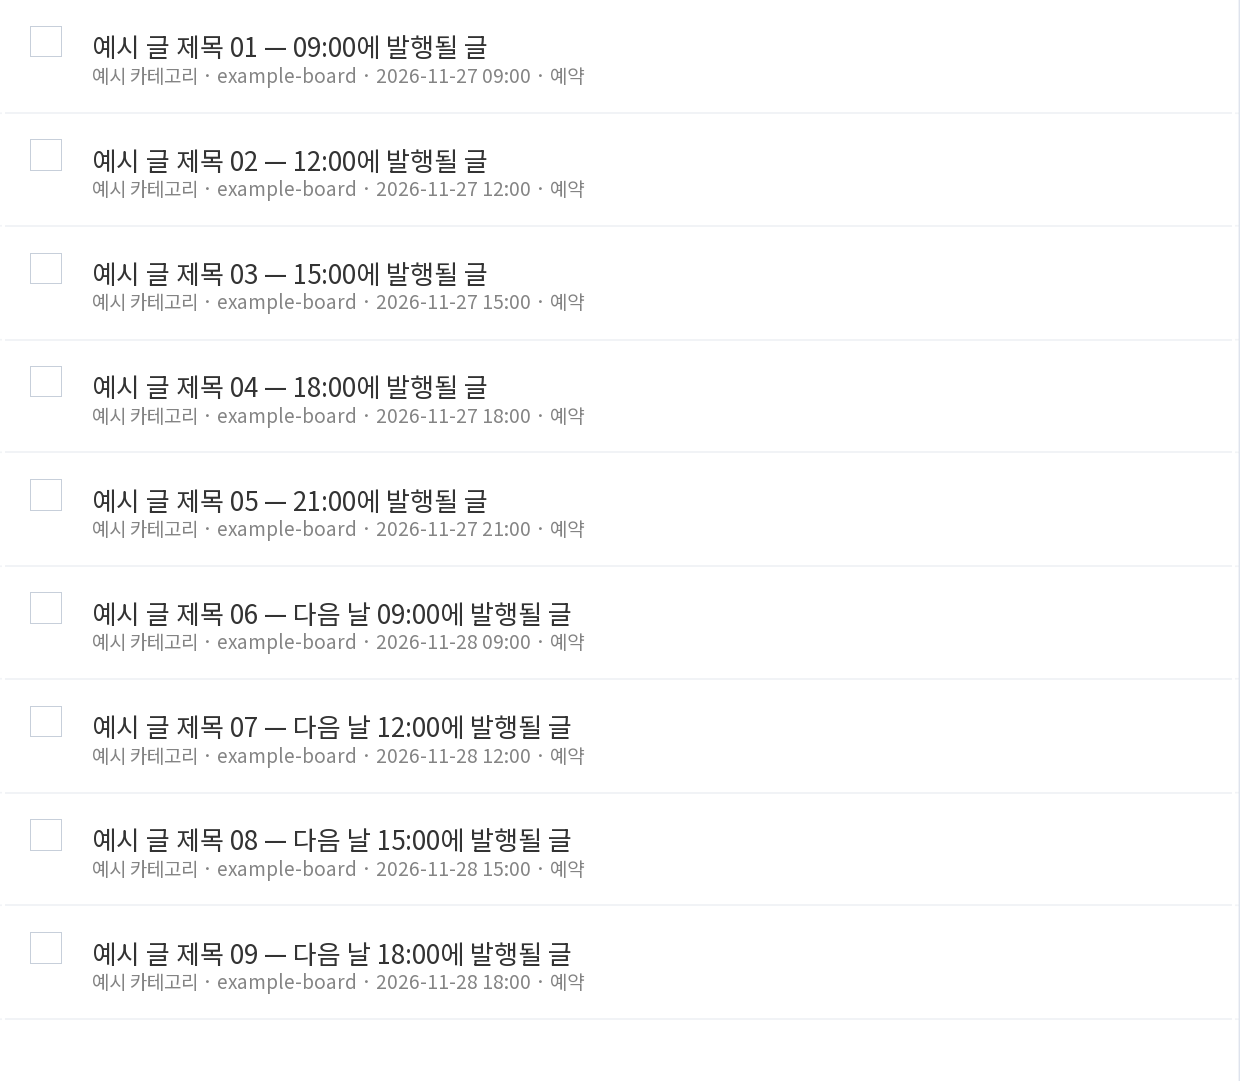 예시 글 제목 01 — 09:00에 발행될 글
예시 카테고리 · example-board · 2026-11-27 09:00 · 예약
예시 글 제목 02 — 12:00에 발행될 글
예시 카테고리 · example-board · 2026-11-27 12:00 · 예약
예시 글 제목 03 — 15:00에 발행될 글
예시 카테고리 · example-board · 2026-11-27 15:00 · 예약
예시 글 제목 04 — 18:00에 발행될 글
예시 카테고리 · example-board · 2026-11-27 18:00 · 예약
예시 글 제목 05 — 21:00에 발행될 글
예시 카테고리 · example-board · 2026-11-27 21:00 · 예약
예시 글 제목 06 — 다음 날 09:00에 발행될 글
예시 카테고리 · example-board · 2026-11-28 09:00 · 예약
예시 글 제목 07 — 다음 날 12:00에 발행될 글
예시 카테고리 · example-board · 2026-11-28 12:00 · 예약
예시 글 제목 08 — 다음 날 15:00에 발행될 글
예시 카테고리 · example-board · 2026-11-28 15:00 · 예약
예시 글 제목 09 — 다음 날 18:00에 발행될 글
예시 카테고리 · example-board · 2026-11-28 18:00 · 예약